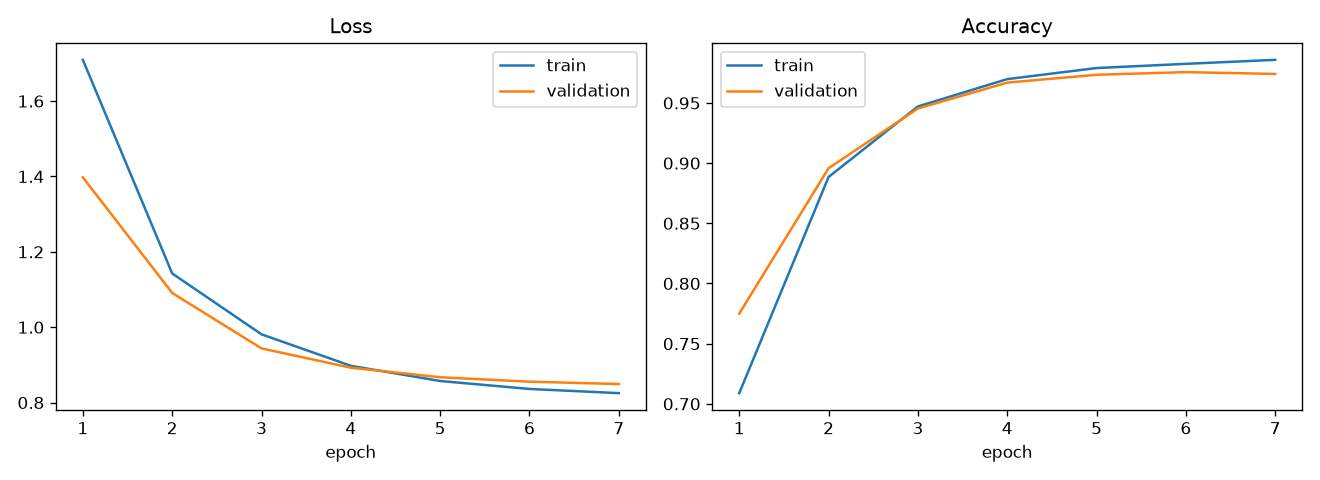 Loss
train
validation
1.6
1.4
1.2
1.0
0.8
1 2 3 4 5 6 7
epoch
Accuracy
train
validation
0.95
0.90
0.85
0.80
0.75
0.70
1 2 3 4 5 6 7
epoch